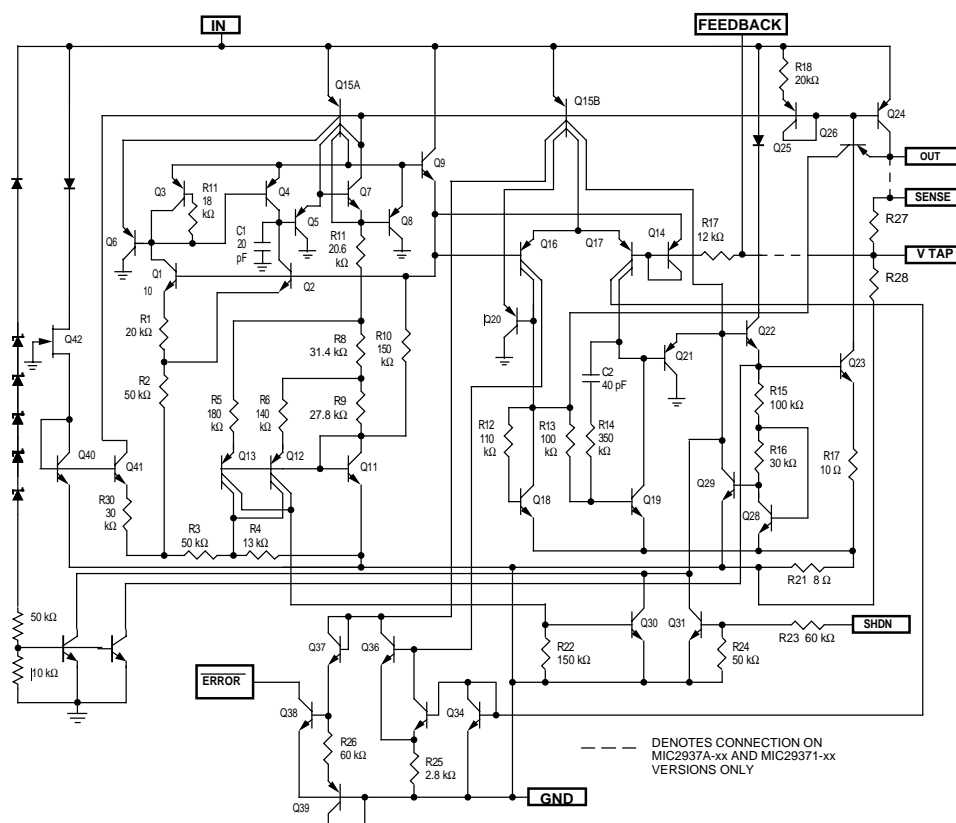 IN
FEEDBACK
R18
20kΩ
Q15A
Q15B
Q24
Q26
Q25
OUT
Q9
Q3
R11
18
kΩ
Q4
Q7
SENSE
C1
20
pF
Q5
Q8
R27
R17
12 kΩ
Q14
Q6
R11
20.6
kΩ
Q16
Q17
V TAP
Q1
10
Q2
R28
R1
20 kΩ
Q20
Q22
R10
150
kΩ
Q42
R8
31.4 kΩ
Q21
Q23
C2
40 pF
R2
50 kΩ
R15
100 kΩ
R5
180
kΩ
R6
140
kΩ
R9
27.8 kΩ
R12
110
kΩ
R13
100
kΩ
R14
350
kΩ
R16
30 kΩ
R17
10 Ω
Q40
Q41
Q13
Q12
Q11
Q29
Q18
Q19
Q28
R30
30
kΩ
R3
50 kΩ
R4
13 kΩ
R21 8 Ω
50 kΩ
10 kΩ
Q37
Q36
R22
150 kΩ
Q30
Q31
R24
50 kΩ
R23 60 kΩ
SHDN
ERROR
Q38
Q34
R26
60 kΩ
R25
2.8 kΩ
Q39
GND
DENOTES CONNECTION ON
MIC2937A-xx AND MIC29371-xx
VERSIONS ONLY